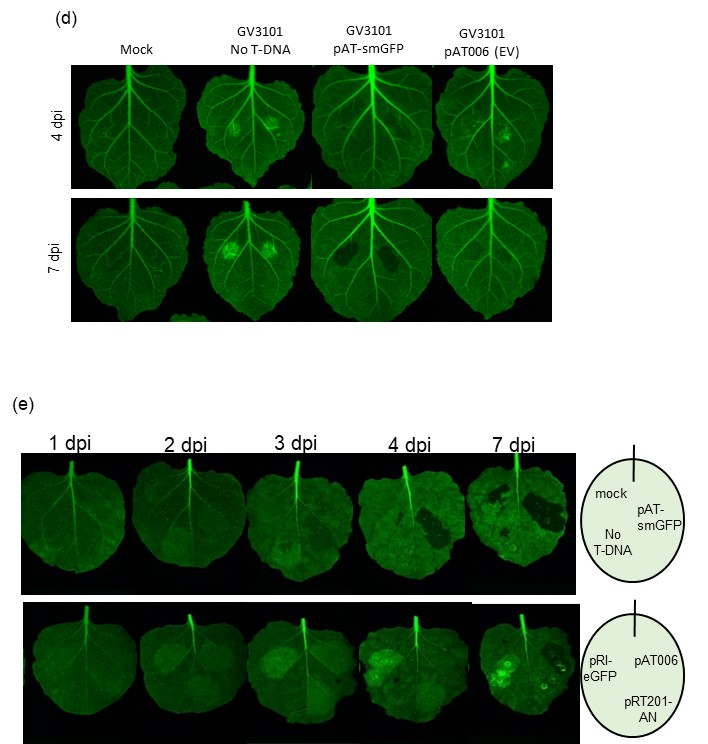 (d)
Mock
GV3101
No T-DNA
GV3101
pAT-smGFP
GV3101
pAT006 (EV)
4 dpi
7 dpi
(e)
1 dpi
2 dpi
3 dpi
4 dpi
7 dpi
mock
pAT-
smGFP
No
T-DNA
pRI-
eGFP
pAT006
pRT201-
AN